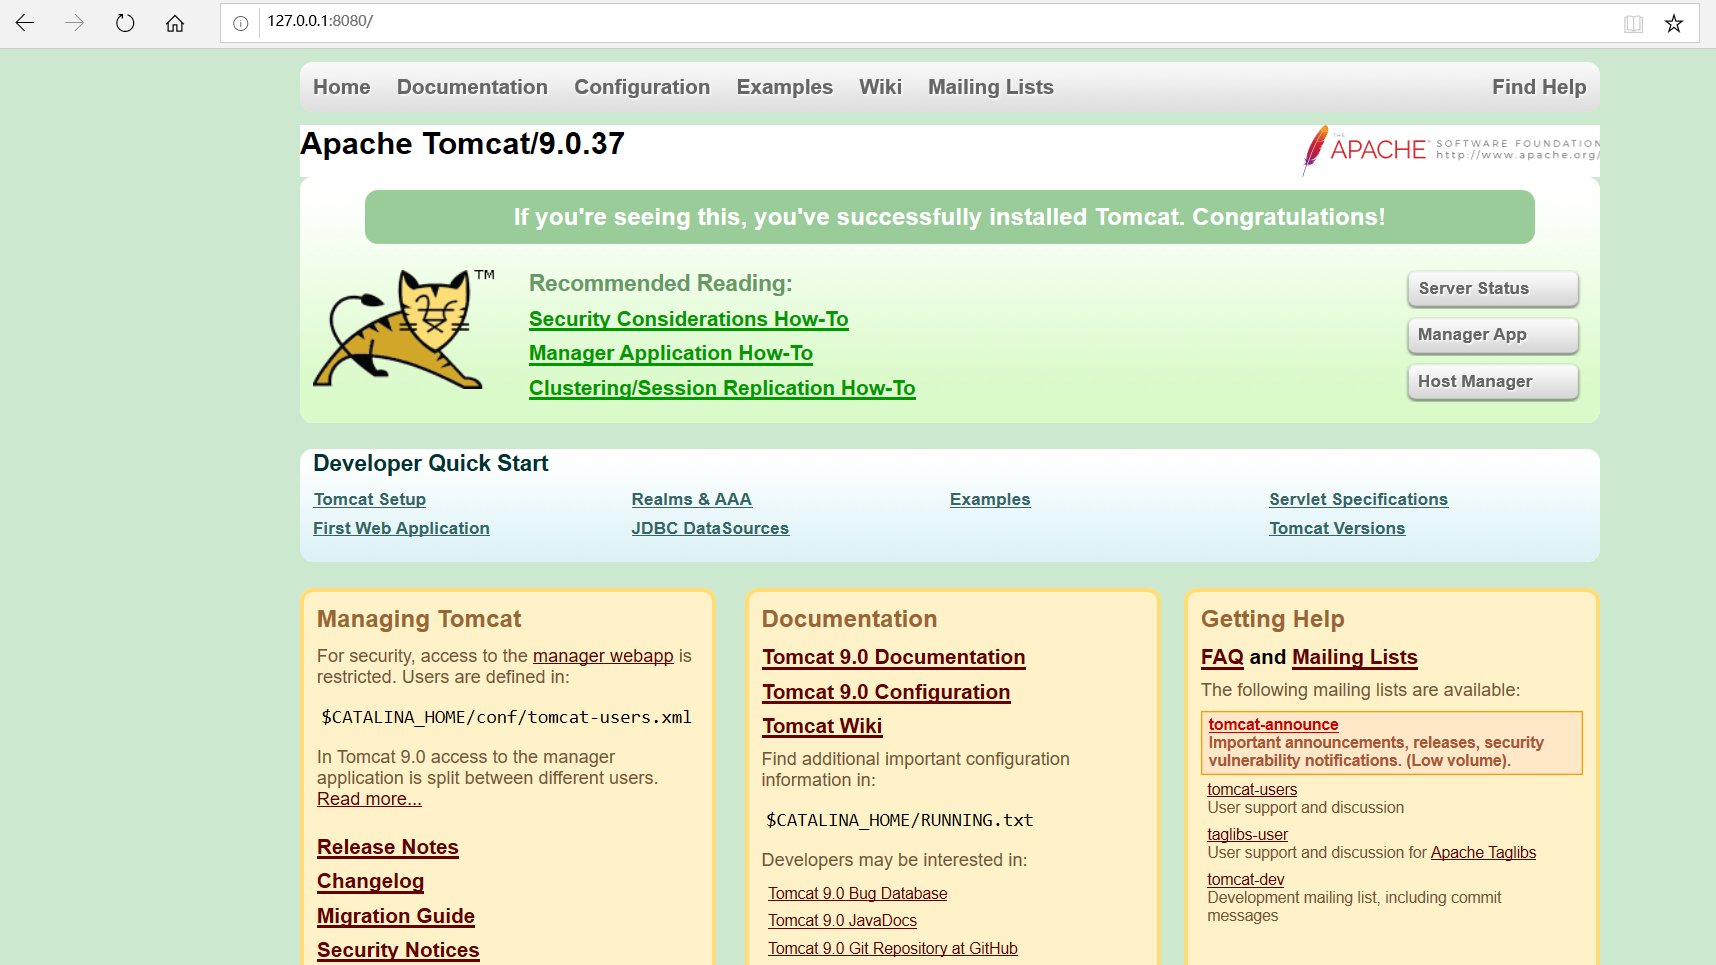 127.0.0.1:8080/
Home Documentation Configuration Examples Wiki Mailing Lists Find Help
Apache Tomcat/9.0.37
THE APACHE™ SOFTWARE FOUNDATION
http://www.apache.org/
If you're seeing this, you've successfully installed Tomcat. Congratulations!
TM
Recommended Reading:
Security Considerations How-To
Manager Application How-To
Clustering/Session Replication How-To
Server Status
Manager App
Host Manager
Developer Quick Start
Tomcat Setup
First Web Application
Realms & AAA
JDBC DataSources
Examples
Servlet Specifications
Tomcat Versions
Managing Tomcat
For security, access to the manager webapp is
restricted. Users are defined in:
$CATALINA_HOME/conf/tomcat-users.xml
In Tomcat 9.0 access to the manager
application is split between different users.
Read more...
Release Notes
Changelog
Migration Guide
Security Notices
Documentation
Tomcat 9.0 Documentation
Tomcat 9.0 Configuration
Tomcat Wiki
Find additional important configuration
information in:
$CATALINA_HOME/RUNNING.txt
Developers may be interested in:
Tomcat 9.0 Bug Database
Tomcat 9.0 JavaDocs
Tomcat 9.0 Git Repository at GitHub
Getting Help
FAQ and Mailing Lists
The following mailing lists are available:
tomcat-announce
Important announcements, releases, security
vulnerability notifications. (Low volume).
tomcat-users
User support and discussion
taglibs-user
User support and discussion for Apache Taglibs
tomcat-dev
Development mailing list, including commit
messages